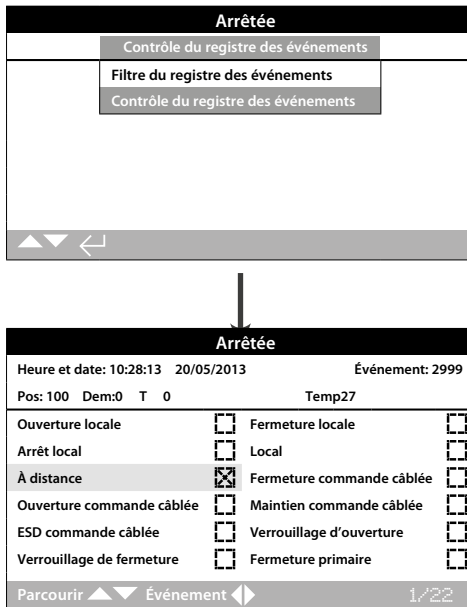 Arrêtée
Contrôle du registre des événements
Filtre du registre des événements
Contrôle du registre des événements
Arrêtée
Heure et date: 10:28:13 20/05/2013 Événement: 2999
Pos: 100 Dem:0 T 0 Temp27
Ouverture locale Fermeture locale
Arrêt local Local
À distance Fermeture commande câblée
Ouverture commande câblée Maintien commande câblée
ESD commande câblée Verrouillage d’ouverture
Verrouillage de fermeture Fermeture primaire
Parcourir Événement 1/22